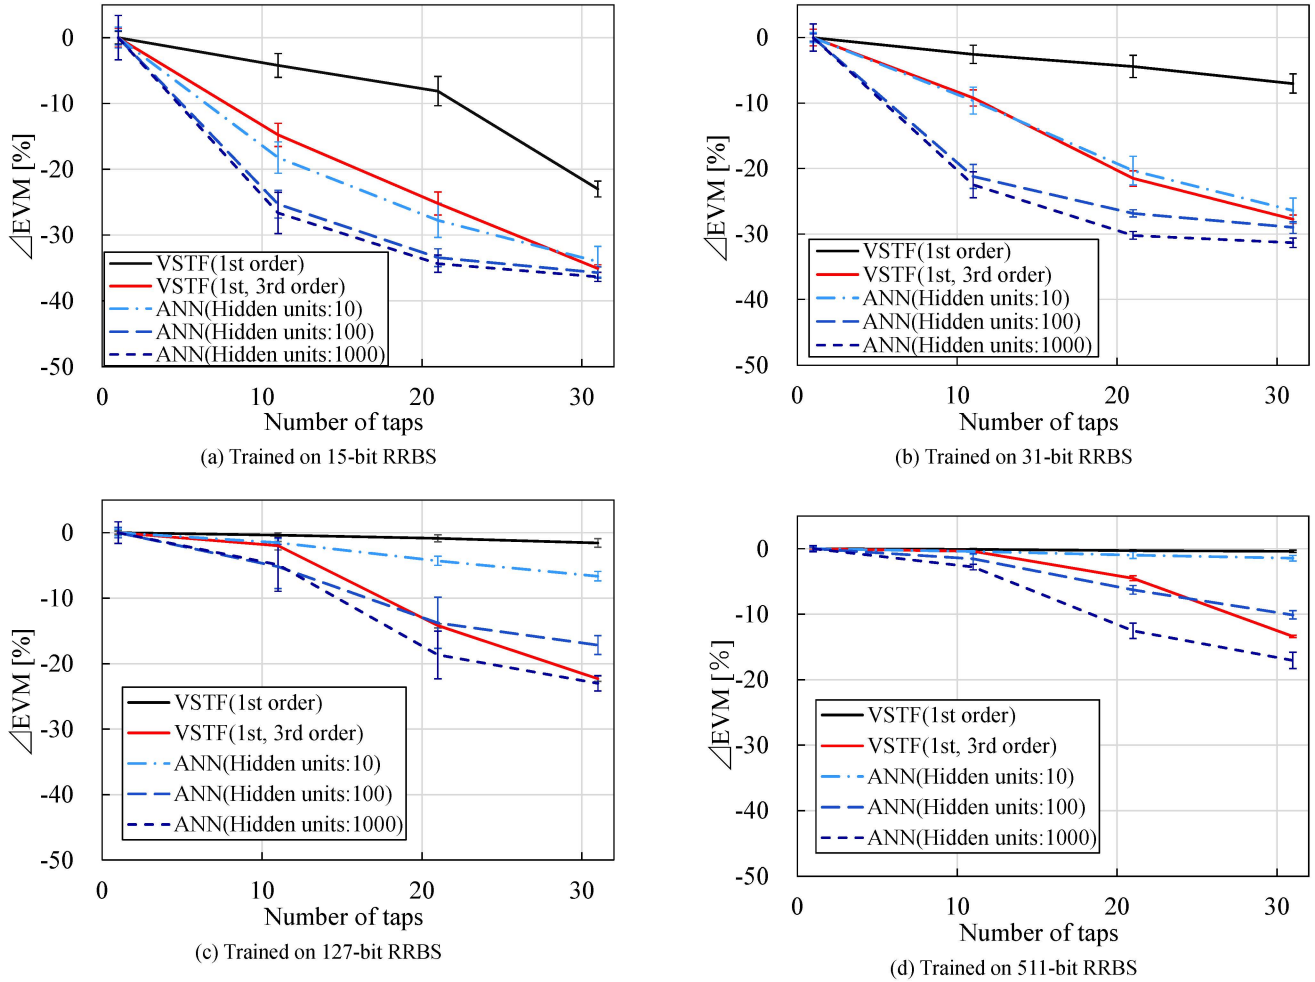 0
-10
-20
-30
-40
-50
⊿EVM [%]
VSTF(1st order)
VSTF(1st, 3rd order)
ANN(Hidden units:10)
ANN(Hidden units:100)
ANN(Hidden units:1000)
0 10 20 30
Number of taps
(a) Trained on 15-bit RRBS
0
-10
-20
-30
-40
-50
⊿EVM [%]
VSTF(1st order)
VSTF(1st, 3rd order)
ANN(Hidden units:10)
ANN(Hidden units:100)
ANN(Hidden units:1000)
0 10 20 30
Number of taps
(b) Trained on 31-bit RRBS
0
-10
-20
-30
-40
-50
⊿EVM [%]
VSTF(1st order)
VSTF(1st, 3rd order)
ANN(Hidden units:10)
ANN(Hidden units:100)
ANN(Hidden units:1000)
0 10 20 30
Number of taps
(c) Trained on 127-bit RRBS
0
-10
-20
-30
-40
-50
⊿EVM [%]
VSTF(1st order)
VSTF(1st, 3rd order)
ANN(Hidden units:10)
ANN(Hidden units:100)
ANN(Hidden units:1000)
0 10 20 30
Number of taps
(d) Trained on 511-bit RRBS